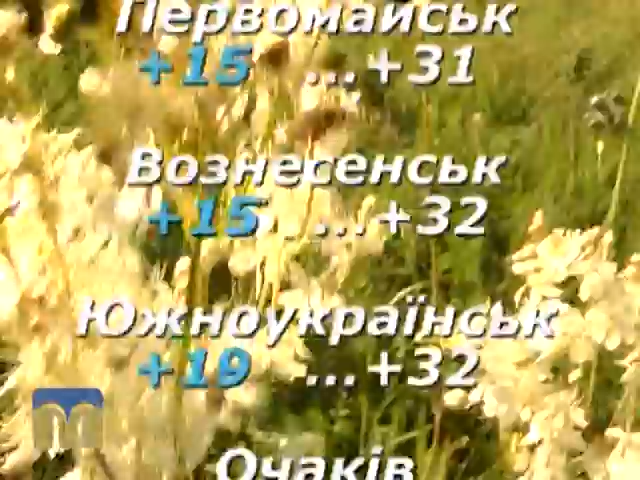 Первомайськ
+15 ...+31
Вознесенськ
+15 ...+32
Южноукраїнськ
+19 ...+32
Очаків